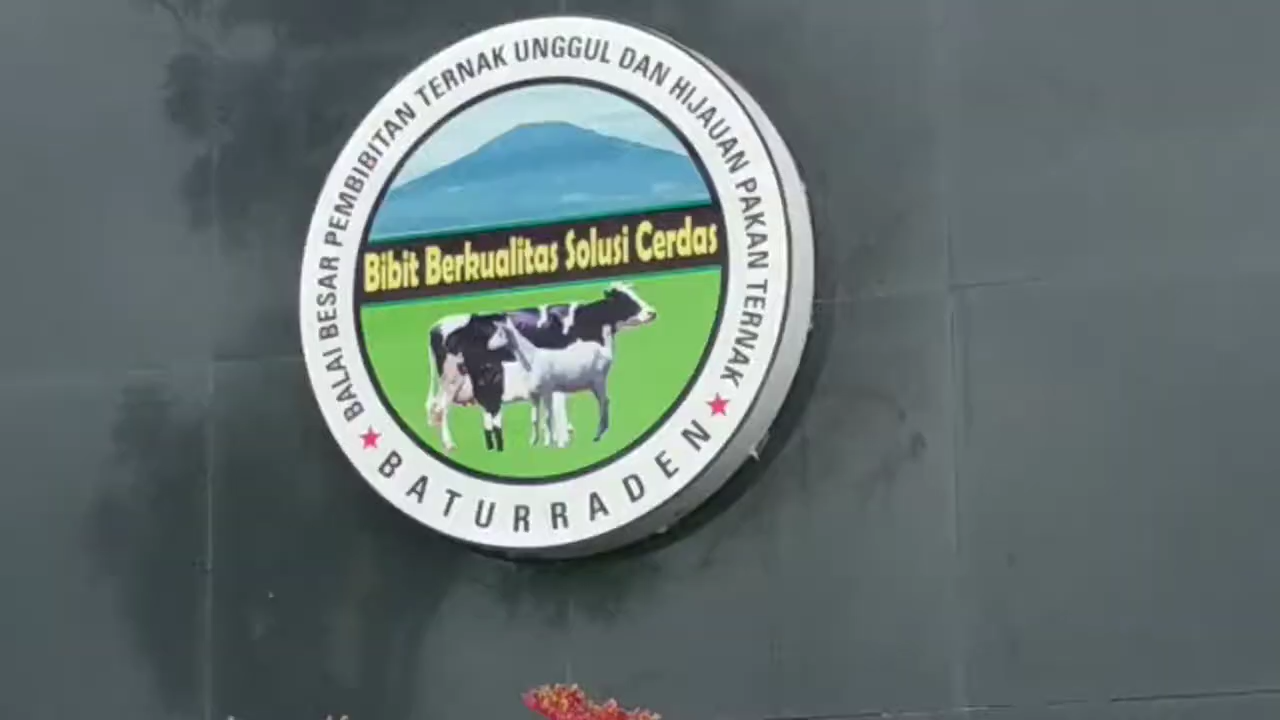 BALAI BESAR PEMBIBITAN TERNAK UNGGUL DAN HIJAUAN PAKAN TERNAK
Bibit Berkualitas Solusi Cerdas
BATURRADEN